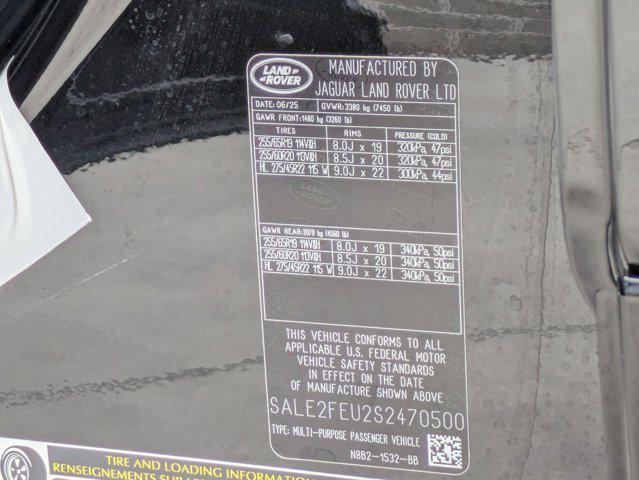 LAND ROVER
MANUFACTURED BY
JAGUAR LAND ROVER LTD
DATE: 06/25 GVWR: 3380 kg (7450 lb)
GAWR FRONT: 1480 kg (3260 lb)
TIRES RIMS PRESSURE (COLD)
255/65R19 114V&H 8.0J x 19 320kPa, 47psi
255/60R20 113V&H 8.5J x 20 320kPa, 47psi
HL 275/45R22 115 W 9.0J x 22 300kPa, 44psi
GAWR REAR: 2070 kg (4560 lb)
255/65R19 114V&H 8.0J x 19 340kPa, 50psi
255/60R20 113V&H 8.5J x 20 340kPa, 50psi
HL 275/45R22 115 W 9.0J x 22 340kPa, 50psi
THIS VEHICLE CONFORMS TO ALL
APPLICABLE U.S. FEDERAL MOTOR
VEHICLE SAFETY STANDARDS
IN EFFECT ON THE DATE
OF MANUFACTURE SHOWN ABOVE
SALE2FEU2S2470500
TYPE: MULTI-PURPOSE PASSENGER VEHICLE
N8B2-1532-BB
TIRE AND LOADING INFORMATION
RENSEIGNEMENTS SUR